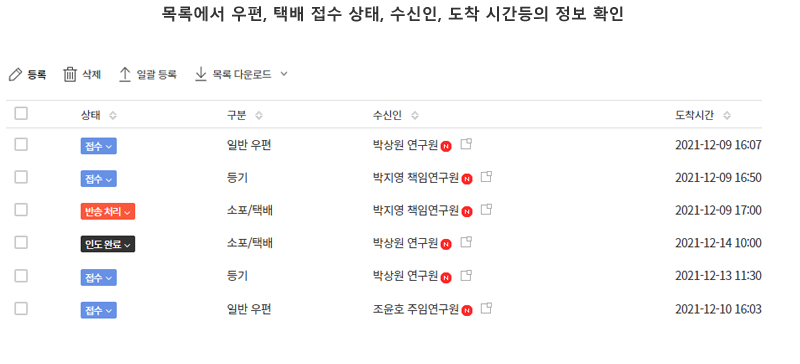 목록에서 우편, 택배 접수 상태, 수신인, 도착 시간등의 정보 확인
등록 삭제 일괄 등록 목록 다운로드
상태 구분 수신인 도착시간
접수 일반 우편 박상원 연구원 N 2021-12-09 16:07
접수 등기 박지영 책임연구원 N 2021-12-09 16:50
반송 처리 소포/택배 박지영 책임연구원 N 2021-12-09 17:00
인도 완료 소포/택배 박상원 연구원 N 2021-12-14 10:00
접수 등기 박상원 연구원 N 2021-12-13 11:30
접수 일반 우편 조윤호 주임연구원 N 2021-12-10 16:03